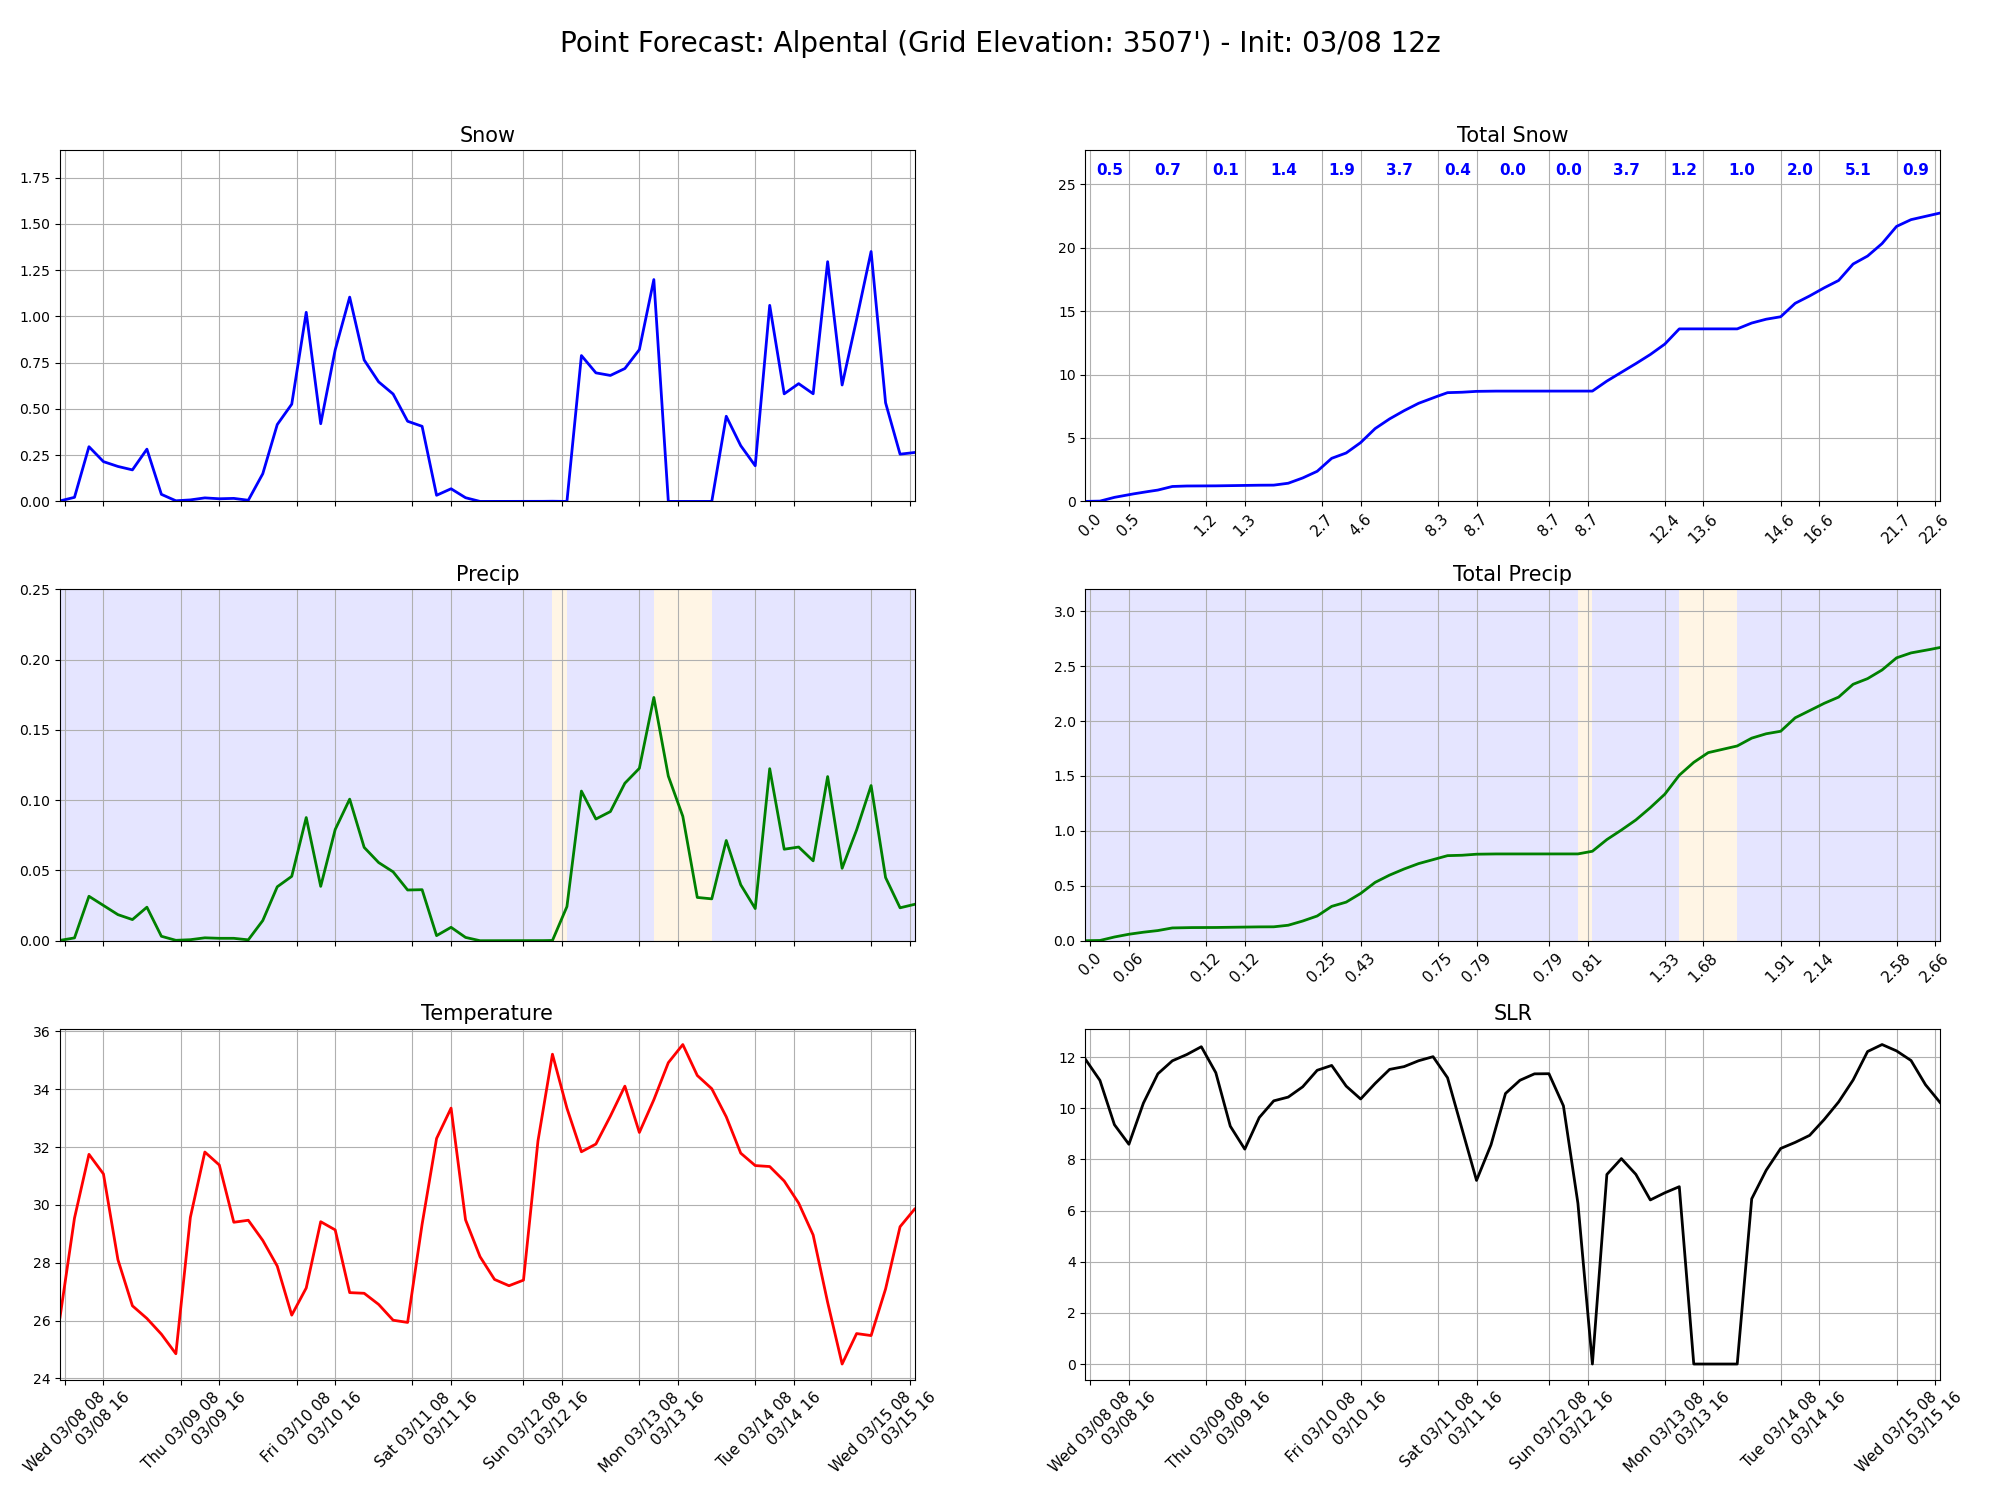 Point Forecast: Alpental (Grid Elevation: 3507') - Init: 03/08 12z
Snow
1.75
1.50
1.25
1.00
0.75
0.50
0.25
0.00
Total Snow
0.5 0.7 0.1 1.4 1.9 3.7 0.4 0.0 0.0 3.7 1.2 1.0 2.0 5.1 0.9
25
20
15
10
5
0
0.0 0.5 1.2 1.3 2.7 4.6 8.3 8.7 8.7 8.7 12.4 13.6 14.6 16.6 21.7 22.6
Precip
0.25
0.20
0.15
0.10
0.05
0.00
Total Precip
3.0
2.5
2.0
1.5
1.0
0.5
0.0
0.0 0.06 0.12 0.12 0.25 0.43 0.75 0.79 0.79 0.81 1.33 1.68 1.91 2.14 2.58 2.66
Temperature
36
34
32
30
28
26
24
Wed 03/08 08
03/08 16
Thu 03/09 08
03/09 16
Fri 03/10 08
03/10 16
Sat 03/11 08
03/11 16
Sun 03/12 08
03/12 16
Mon 03/13 08
03/13 16
Tue 03/14 08
03/14 16
Wed 03/15 08
03/15 16
SLR
12
10
8
6
4
2
0
Wed 03/08 08
03/08 16
Thu 03/09 08
03/09 16
Fri 03/10 08
03/10 16
Sat 03/11 08
03/11 16
Sun 03/12 08
03/12 16
Mon 03/13 08
03/13 16
Tue 03/14 08
03/14 16
Wed 03/15 08
03/15 16